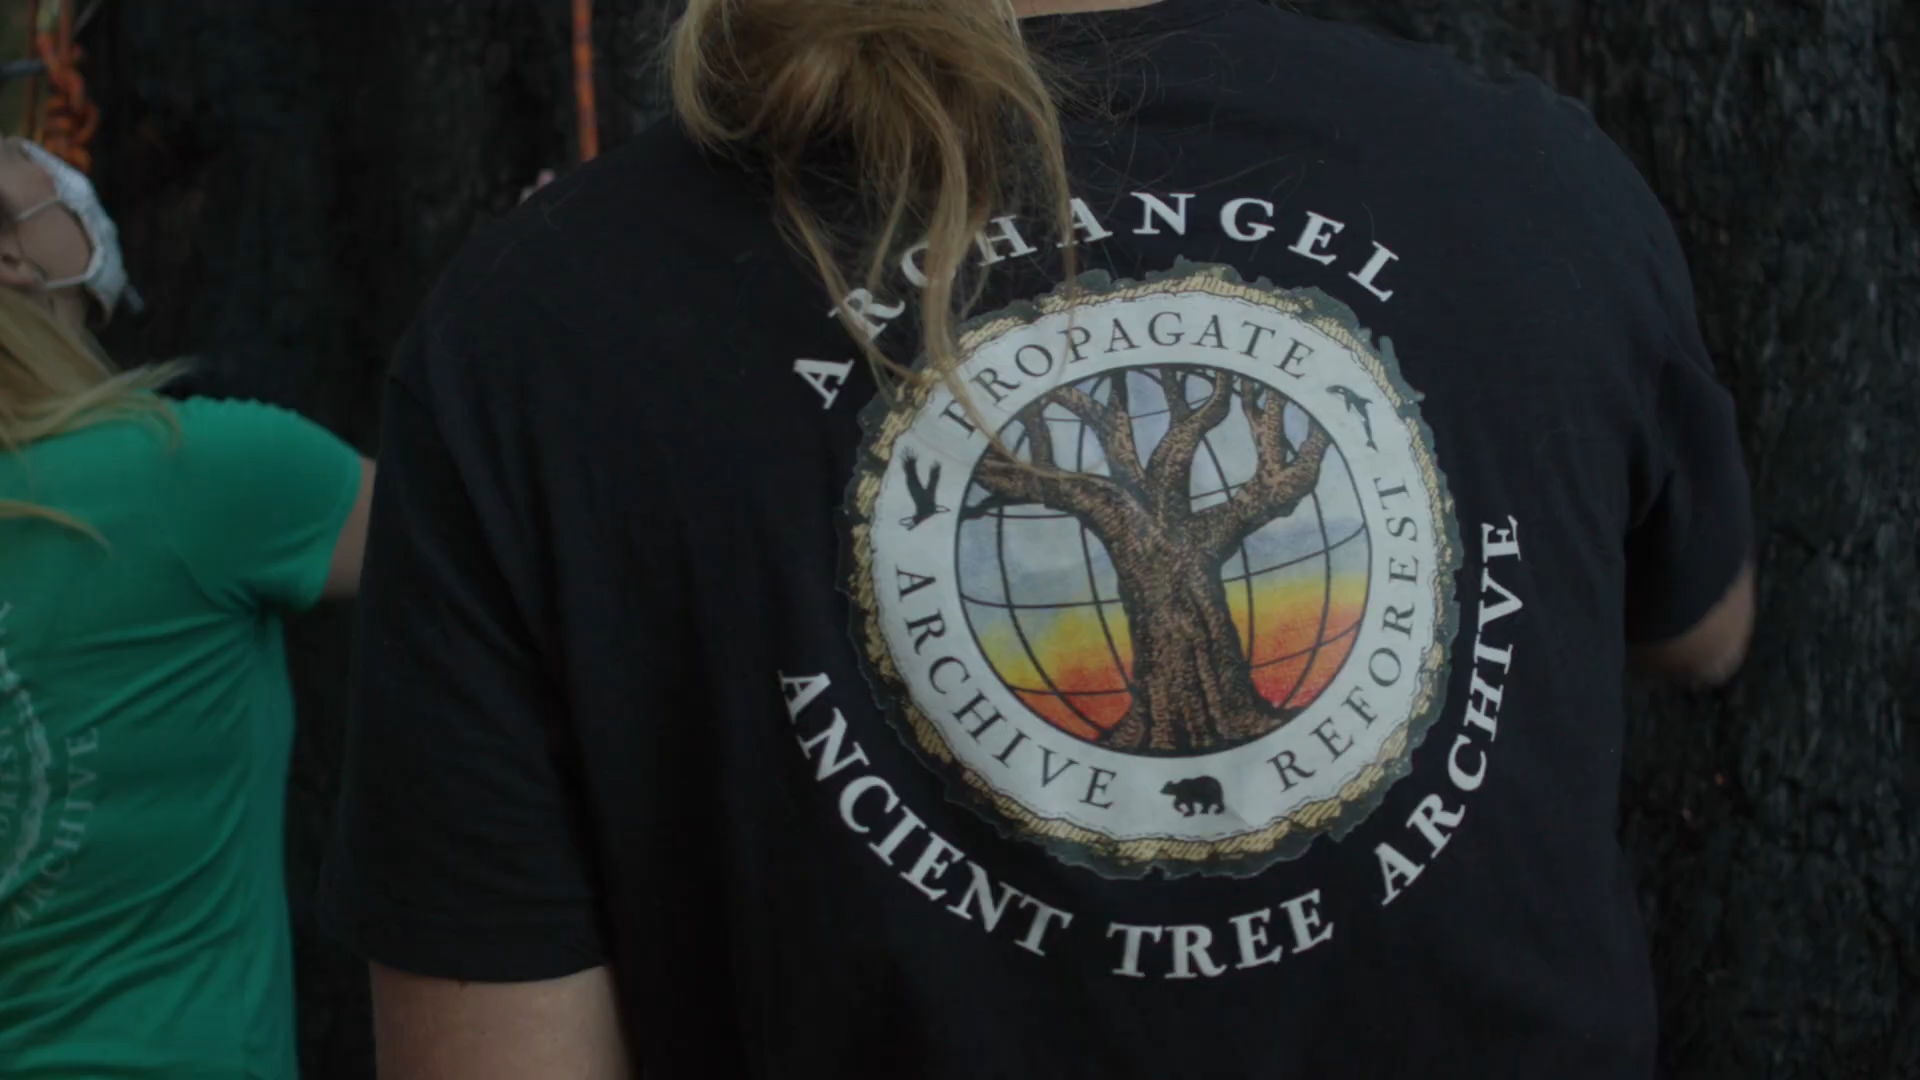 ARCHANGEL
PROPAGATE
ARCHIVE
REFOREST
ANCIENT TREE ARCHIVE
ARCHIVE